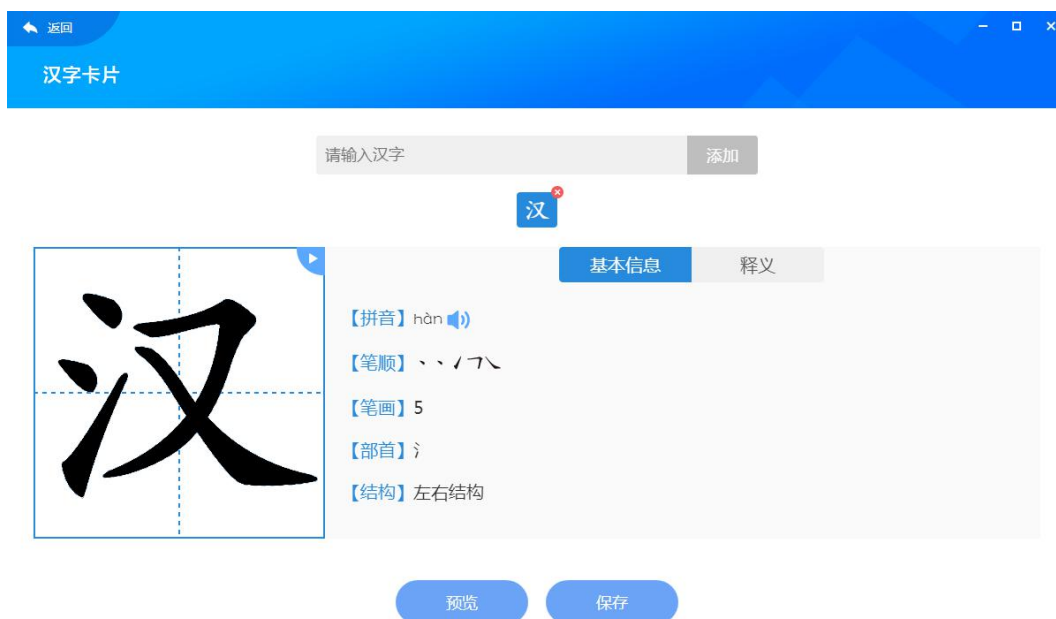 返回
汉字卡片
请输入汉字 添加
汉
汉
基本信息 释义
【拼音】hàn
【笔顺】丶丶㇀㇇㇏
【笔画】5
【部首】氵
【结构】左右结构
预览 保存